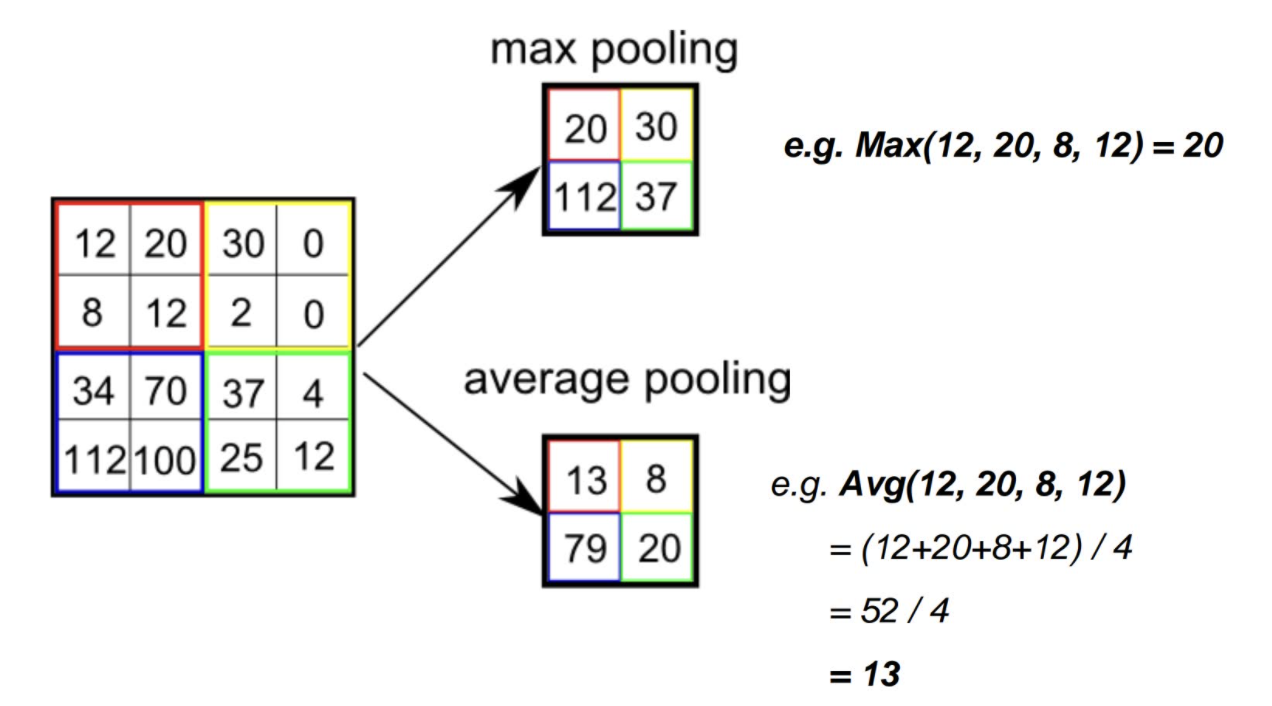 max pooling
20 30
112 37
e.g. Max(12, 20, 8, 12) = 20
12 20 30 0
8 12 2 0
34 70 37 4
112 100 25 12
average pooling
13 8
79 20
e.g. Avg(12, 20, 8, 12)
= (12+20+8+12) / 4
= 52 / 4
= 13